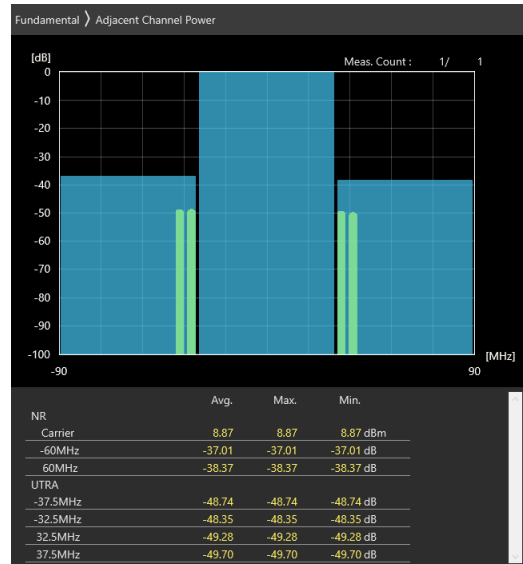 Fundamental 〉 Adjacent Channel Power
[dB]
Meas. Count : 1/ 1
0
-10
-20
-30
-40
-50
-60
-70
-80
-90
-100
[MHz]
-90 90
Avg. Max. Min.
NR
Carrier 8.87 8.87 8.87 dBm
-60MHz -37.01 -37.01 -37.01 dB
60MHz -38.37 -38.37 -38.37 dB
UTRA
-37.5MHz -48.74 -48.74 -48.74 dB
-32.5MHz -48.35 -48.35 -48.35 dB
32.5MHz -49.28 -49.28 -49.28 dB
37.5MHz -49.70 -49.70 -49.70 dB